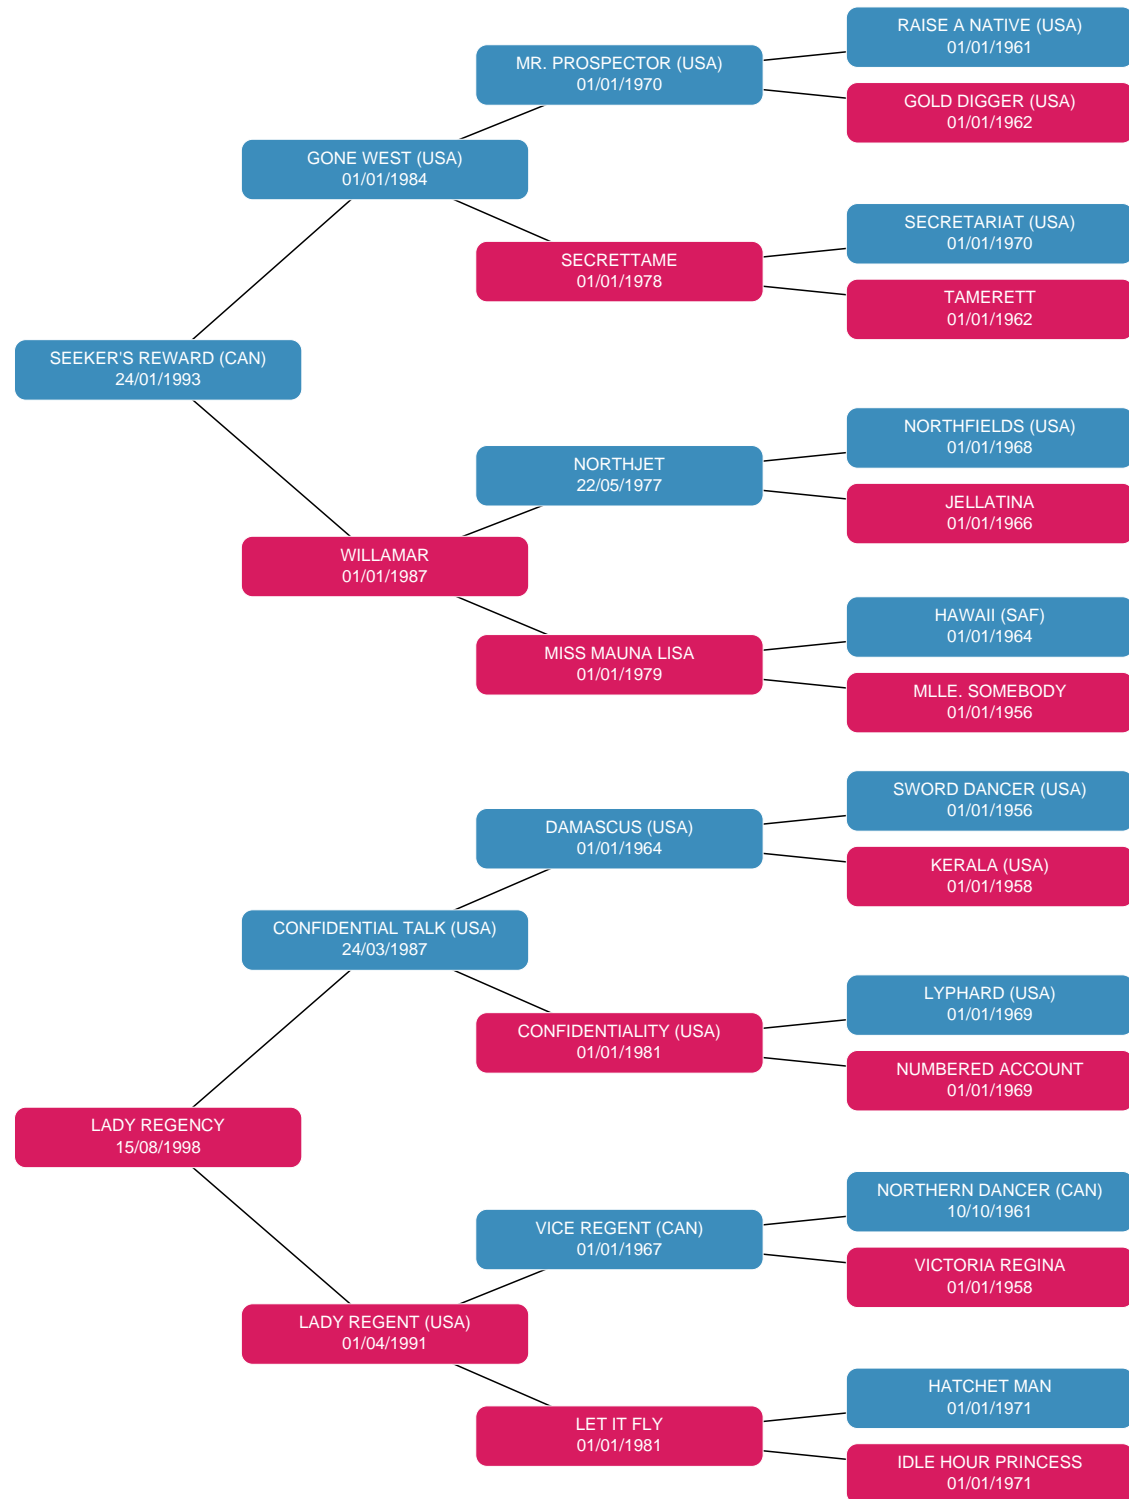 RAISE A NATIVE (USA)
01/01/1961
MR. PROSPECTOR (USA)
01/01/1970
GOLD DIGGER (USA)
01/01/1962
GONE WEST (USA)
01/01/1984
SECRETARIAT (USA)
01/01/1970
SECRETTAME
01/01/1978
TAMERETT
01/01/1962
SEEKER'S REWARD (CAN)
24/01/1993
NORTHFIELDS (USA)
01/01/1968
NORTHJET
22/05/1977
JELLATINA
01/01/1966
WILLAMAR
01/01/1987
HAWAII (SAF)
01/01/1964
MISS MAUNA LISA
01/01/1979
MLLE. SOMEBODY
01/01/1956
SWORD DANCER (USA)
01/01/1956
DAMASCUS (USA)
01/01/1964
KERALA (USA)
01/01/1958
CONFIDENTIAL TALK (USA)
24/03/1987
LYPHARD (USA)
01/01/1969
CONFIDENTIALITY (USA)
01/01/1981
NUMBERED ACCOUNT
01/01/1969
LADY REGENCY
15/08/1998
NORTHERN DANCER (CAN)
10/10/1961
VICE REGENT (CAN)
01/01/1967
VICTORIA REGINA
01/01/1958
LADY REGENT (USA)
01/04/1991
HATCHET MAN
01/01/1971
LET IT FLY
01/01/1981
IDLE HOUR PRINCESS
01/01/1971